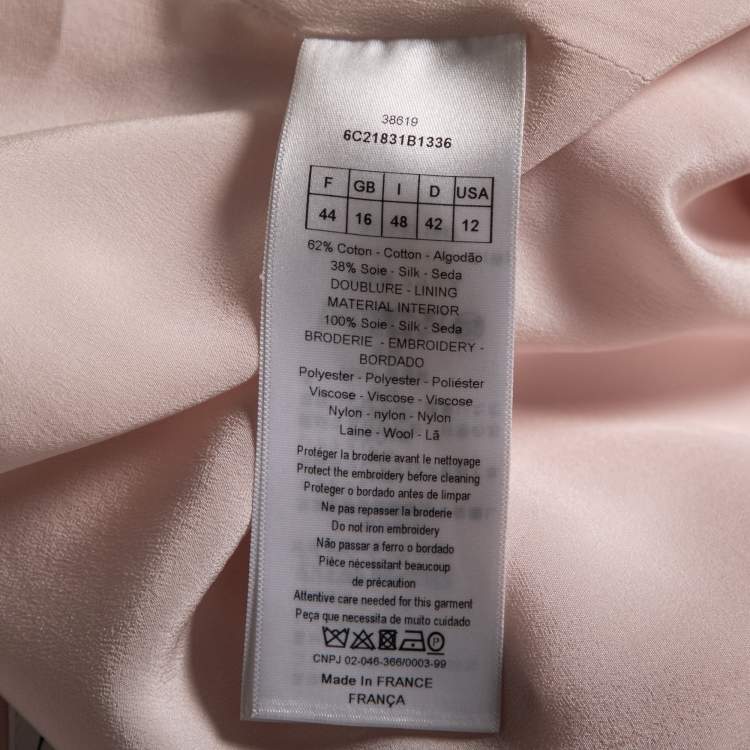 38619
6C21831B1336
F GB I D USA
44 16 48 42 12
62% Coton - Cotton - Algodão
38% Soie - Silk - Seda
DOUBLURE - LINING
MATERIAL INTERIOR
100% Soie - Silk - Seda
BRODERIE - EMBROIDERY -
BORDADO
Polyester - Polyester - Poliéster
Viscose - Viscose - Viscose
Nylon - nylon - Nylon
Laine - Wool - Lã
Protéger la broderie avant le nettoyage
Protect the embroidery before cleaning
Proteger o bordado antes de limpar
Ne pas repasser la broderie
Do not iron embroidery
Não passar a ferro o bordado
Pièce nécessitant beaucoup
de précaution
Attentive care needed for this garment
Peça que necessita de muito cuidado
P
CNPJ 02-046-366/0003-99
Made In FRANCE
FRANÇA